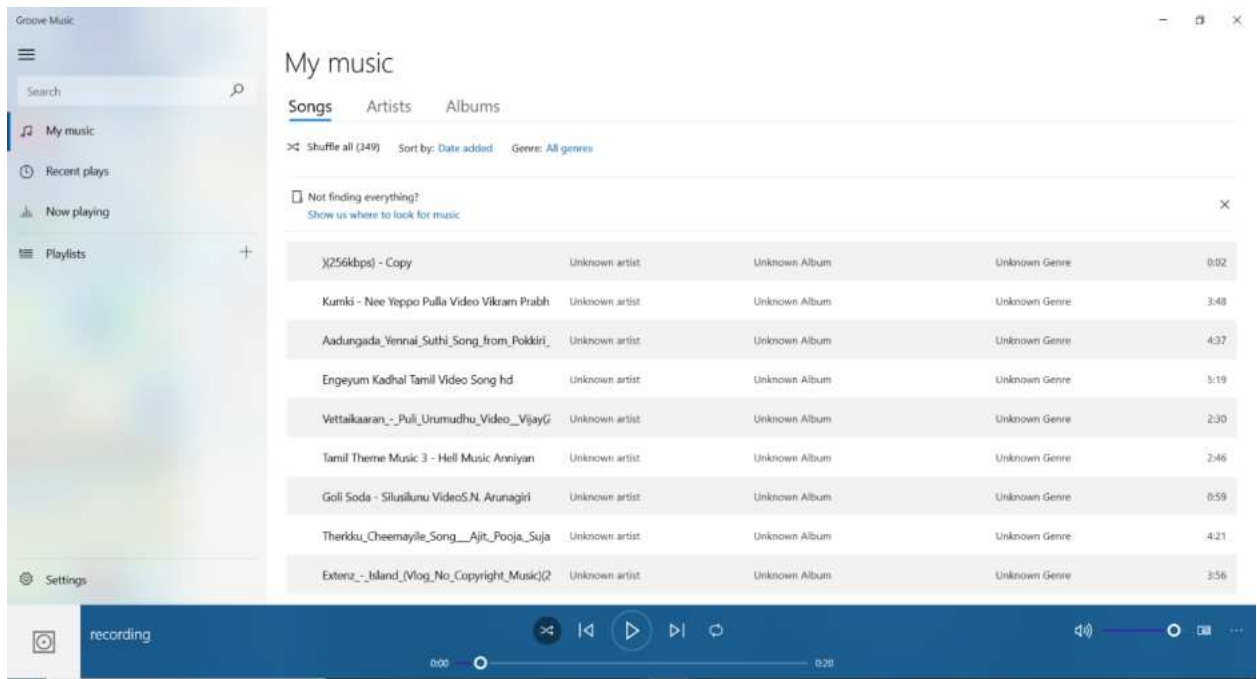 Groove Music
Search
My music
Recent plays
Now playing
Playlists
Settings
My music
Songs Artists Albums
Shuffle all (349) Sort by: Date added Genre: All genres
Not finding everything?
Show us where to look for music
)(256kbps) - Copy Unknown artist Unknown Album Unknown Genre 0:02
Kumki - Nee Yeppo Pulla Video Vikram Prabh Unknown artist Unknown Album Unknown Genre 3:48
Aadungada_Yennai_Suthi_Song_from_Pokkiri_ Unknown artist Unknown Album Unknown Genre 4:37
Engeyum Kadhal Tamil Video Song hd Unknown artist Unknown Album Unknown Genre 5:19
Vettaikaaran_-_Puli_Urumudhu_Video__VijayG Unknown artist Unknown Album Unknown Genre 2:30
Tamil Theme Music 3 - Hell Music Anniyan Unknown artist Unknown Album Unknown Genre 2:46
Goli Soda - Silusilunu VideoS.N. Arunagiri Unknown artist Unknown Album Unknown Genre 0:59
Therkku_Cheemayile_Song___Ajit,_Pooja,_Suja Unknown artist Unknown Album Unknown Genre 4:21
Extenz_-_Island_(Vlog_No_Copyright_Music)(2 Unknown artist Unknown Album Unknown Genre 3:56
recording
0:00 0:20